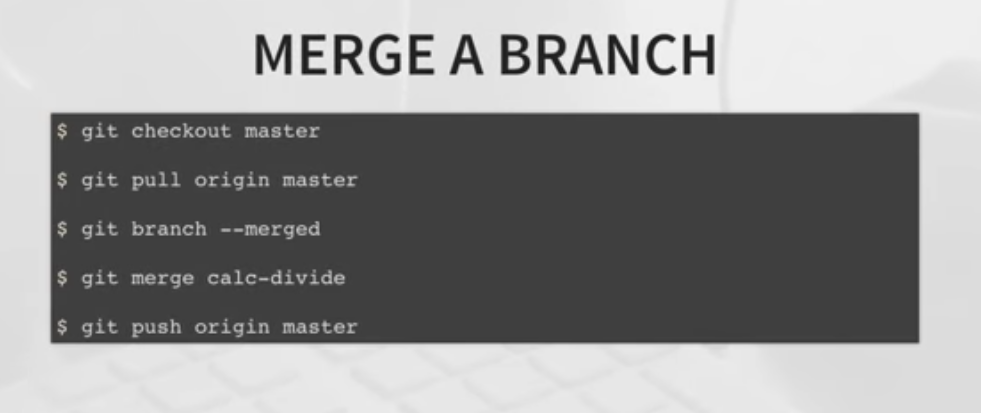 MERGE A BRANCH
$ git checkout master
$ git pull origin master
$ git branch --merged
$ git merge calc-divide
$ git push origin master